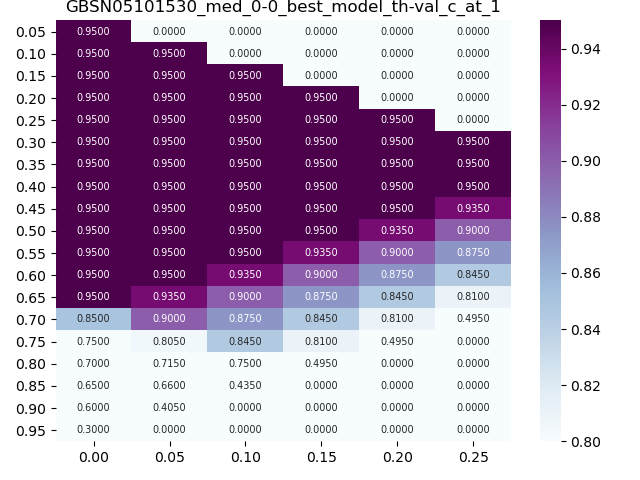 GBSN05101530_med_0-0_best_model_th-val_c_at_1
0.05 0.9500 0.0000 0.0000 0.0000 0.0000 0.0000
0.10 0.9500 0.9500 0.0000 0.0000 0.0000 0.0000
0.15 0.9500 0.9500 0.9500 0.0000 0.0000 0.0000
0.20 0.9500 0.9500 0.9500 0.9500 0.0000 0.0000
0.25 0.9500 0.9500 0.9500 0.9500 0.9500 0.0000
0.30 0.9500 0.9500 0.9500 0.9500 0.9500 0.9500
0.35 0.9500 0.9500 0.9500 0.9500 0.9500 0.9500
0.40 0.9500 0.9500 0.9500 0.9500 0.9500 0.9500
0.45 0.9500 0.9500 0.9500 0.9500 0.9500 0.9350
0.50 0.9500 0.9500 0.9500 0.9500 0.9350 0.9000
0.55 0.9500 0.9500 0.9500 0.9350 0.9000 0.8750
0.60 0.9500 0.9500 0.9350 0.9000 0.8750 0.8450
0.65 0.9500 0.9350 0.9000 0.8750 0.8450 0.8100
0.70 0.8500 0.9000 0.8750 0.8450 0.8100 0.4950
0.75 0.7500 0.8050 0.8450 0.8100 0.4950 0.0000
0.80 0.7000 0.7150 0.7500 0.4950 0.0000 0.0000
0.85 0.6500 0.6600 0.4350 0.0000 0.0000 0.0000
0.90 0.6000 0.4050 0.0000 0.0000 0.0000 0.0000
0.95 0.3000 0.0000 0.0000 0.0000 0.0000 0.0000
0.00 0.05 0.10 0.15 0.20 0.25
0.94
0.92
0.90
0.88
0.86
0.84
0.82
0.80